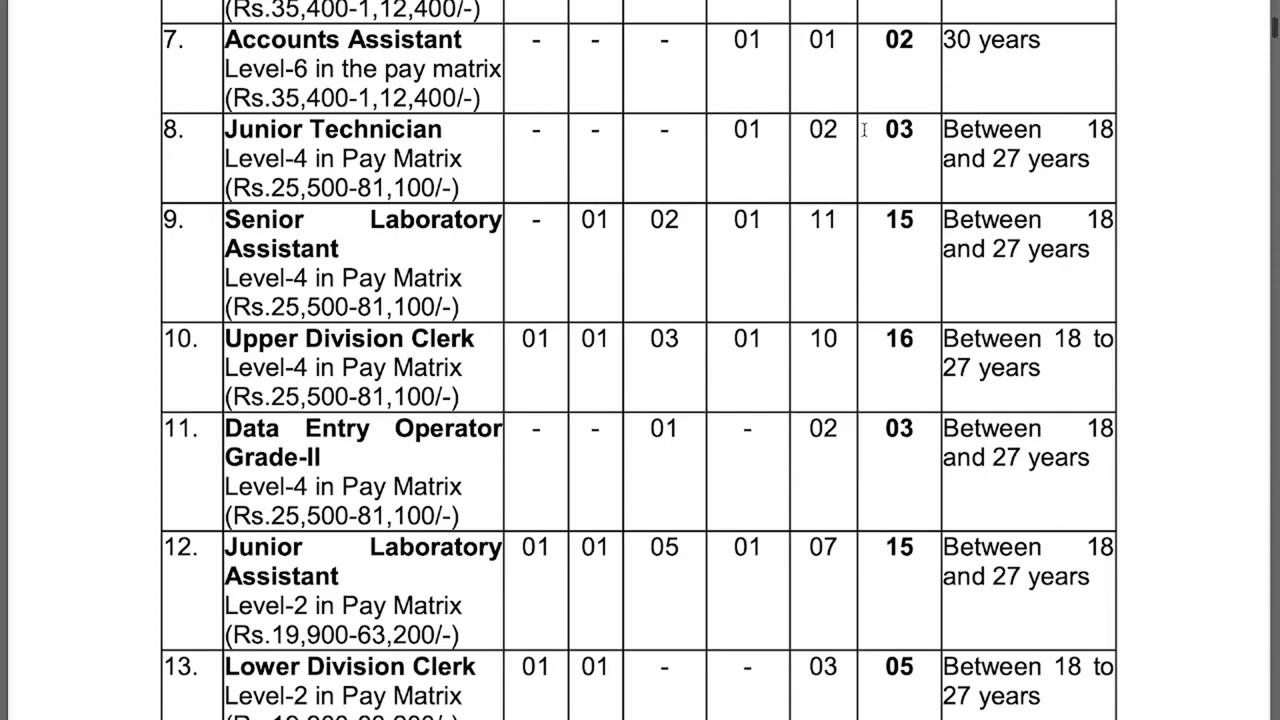 (Rs.35,400-1,12,400/-)
7. Accounts Assistant - - - 01 01 02 30 years
Level-6 in the pay matrix
(Rs.35,400-1,12,400/-)
8. Junior Technician - - - 01 02 03 Between 18
Level-4 in Pay Matrix and 27 years
(Rs.25,500-81,100/-)
9. Senior Laboratory - 01 02 01 11 15 Between 18
Assistant and 27 years
Level-4 in Pay Matrix
(Rs.25,500-81,100/-)
10. Upper Division Clerk 01 01 03 01 10 16 Between 18 to
Level-4 in Pay Matrix 27 years
(Rs.25,500-81,100/-)
11. Data Entry Operator - - 01 - 02 03 Between 18
Grade-II and 27 years
Level-4 in Pay Matrix
(Rs.25,500-81,100/-)
12. Junior Laboratory 01 01 05 01 07 15 Between 18
Assistant and 27 years
Level-2 in Pay Matrix
(Rs.19,900-63,200/-)
13. Lower Division Clerk 01 01 - - 03 05 Between 18 to
Level-2 in Pay Matrix 27 years